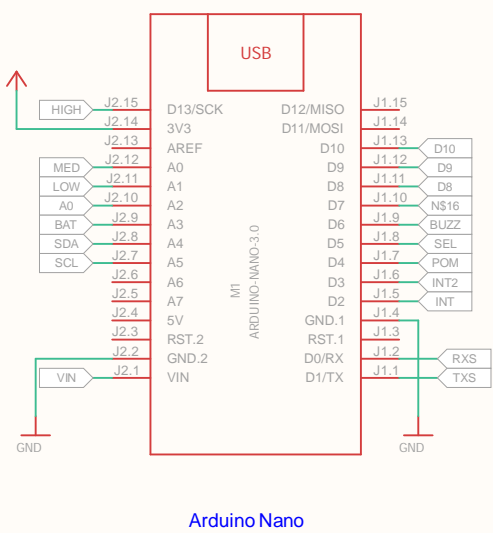 USB
HIGH J2.15 D13/SCK D12/MISO J1.15
J2.14 3V3 D11/MOSI J1.14
J2.13 AREF D10 J1.13 D10
MED J2.12 A0 D9 J1.12 D9
LOW J2.11 A1 D8 J1.11 D8
A0 J2.10 A2 D7 J1.10 N$16
BAT J2.9 A3 D6 J1.9 BUZZ
SDA J2.8 A4 D5 J1.8 SEL
SCL J2.7 A5 D4 J1.7 POM
J2.6 A6 D3 J1.6 INT2
J2.5 A7 D2 J1.5 INT
J2.4 5V GND.1 J1.4
J2.3 RST.2 RST.1 J1.3
J2.2 GND.2 D0/RX J1.2 RXS
VIN J2.1 VIN D1/TX J1.1 TXS
M1
ARDUINO-NANO-3.0
GND GND
Arduino Nano